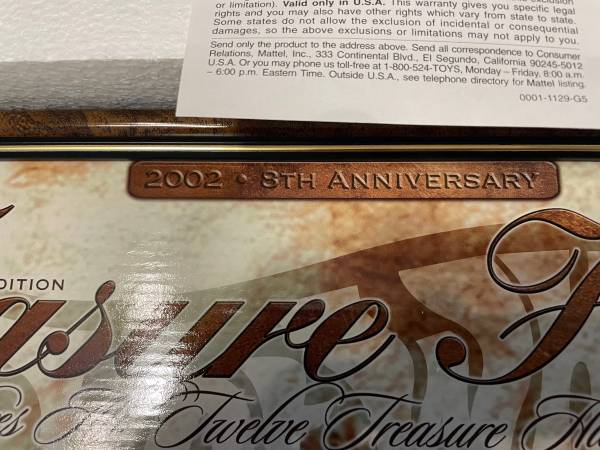 or limitation). Valid only in U.S.A. This warranty gives you specific legal
rights and you may also have other rights which vary from state to state.
Some states do not allow the exclusion of incidental or consequential
damages, so the above exclusions or limitations may not apply to you.
Send only the product to the address above. Send all correspondence to Consumer
Relations, Mattel, Inc., 333 Continental Blvd., El Segundo, California 90245-5012
U.S.A. Or you may phone us toll-free at 1-800-524-TOYS, Monday – Friday, 8:00 a.m.
– 6:00 p.m. Eastern Time. Outside U.S.A., see telephone directory for Mattel listing.
0001-1129-G5
2002 • 8TH ANNIVERSARY
DITION
asure
Twelve Treasure